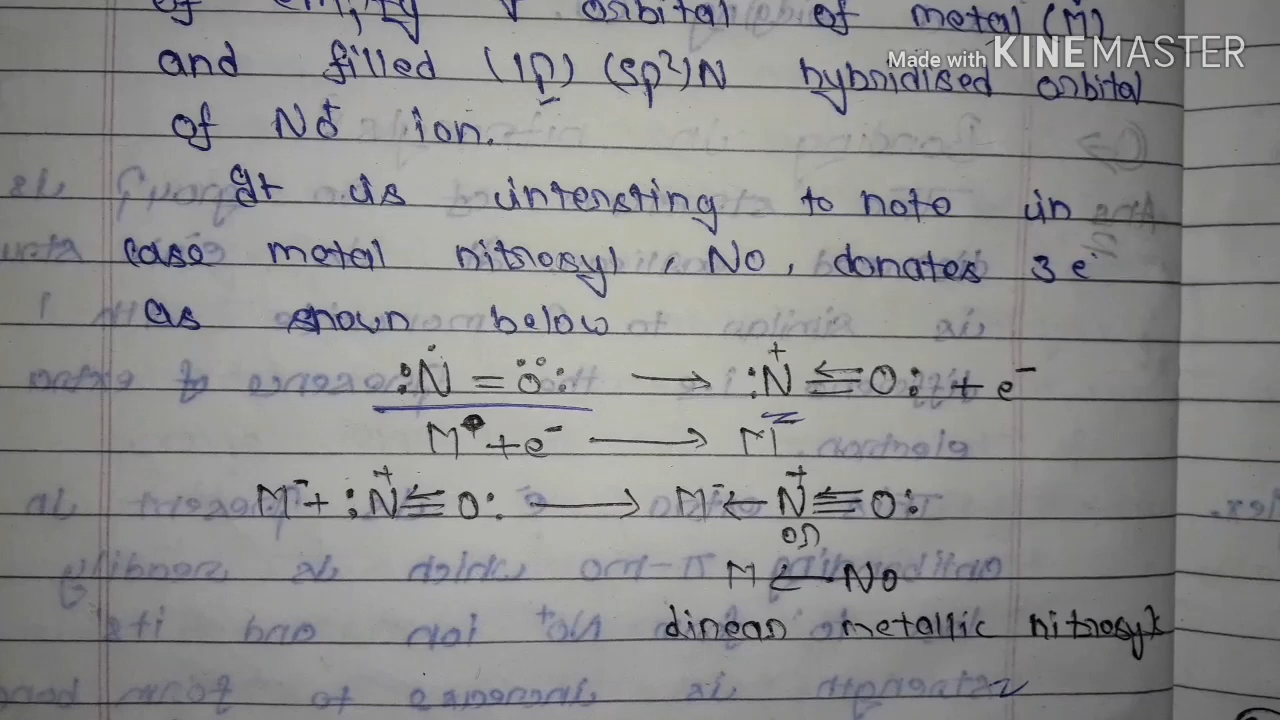 of empty orbital of metal (M)
Made with KINEMASTER
and filled (lp) (sp²)N hybridised orbital
of NO⁺ ion.
It is intersting to note in
case metal nitrosyl, NO, donates 3 e⁻
as shown below
:Ṅ = Ö: ⟶ :N⁺ ≡ O: + e⁻
M + e⁻ ⟶ M⁻
M⁻ + :N⁺ ≡ O: ⟶ M⁻ ← N⁺ ≡ O:
or
M ← NO
linear metallic nitrosyl